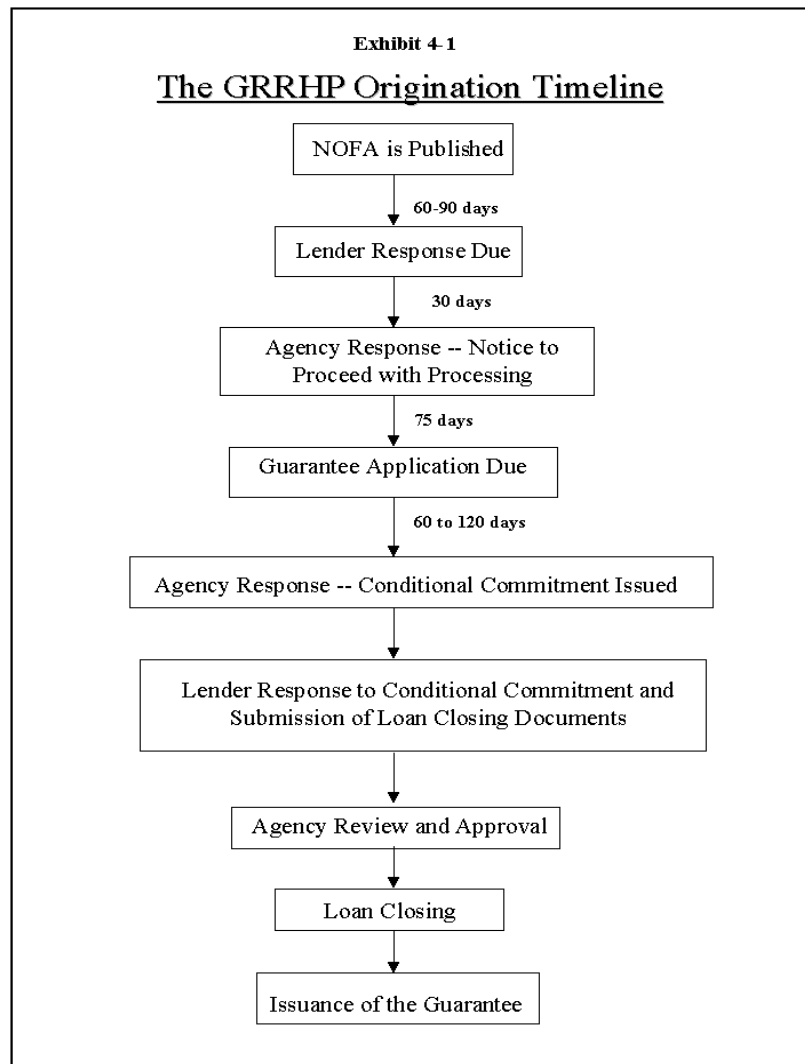 Exhibit 4-1
The GRRHP Origination Timeline
NOFA is Published
60-90 days
Lender Response Due
30 days
Agency Response -- Notice to
Proceed with Processing
75 days
Guarantee Application Due
60 to 120 days
Agency Response -- Conditional Commitment Issued
Lender Response to Conditional Commitment and
Submission of Loan Closing Documents
Agency Review and Approval
Loan Closing
Issuance of the Guarantee